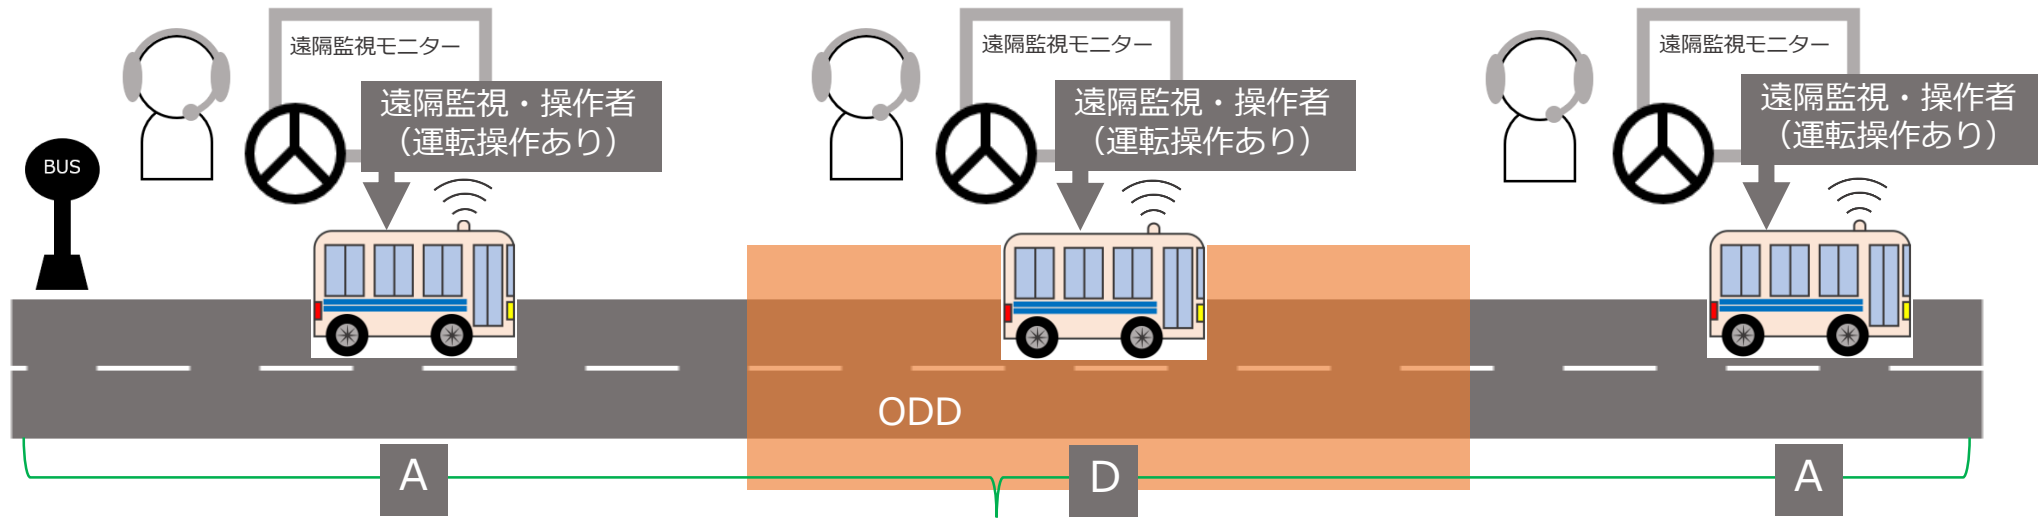 遠隔監視モニター
遠隔監視・操作者
（運転操作あり）
BUS
遠隔監視モニター
遠隔監視・操作者
（運転操作あり）
遠隔監視モニター
遠隔監視・操作者
（運転操作あり）
ODD
A
D
A